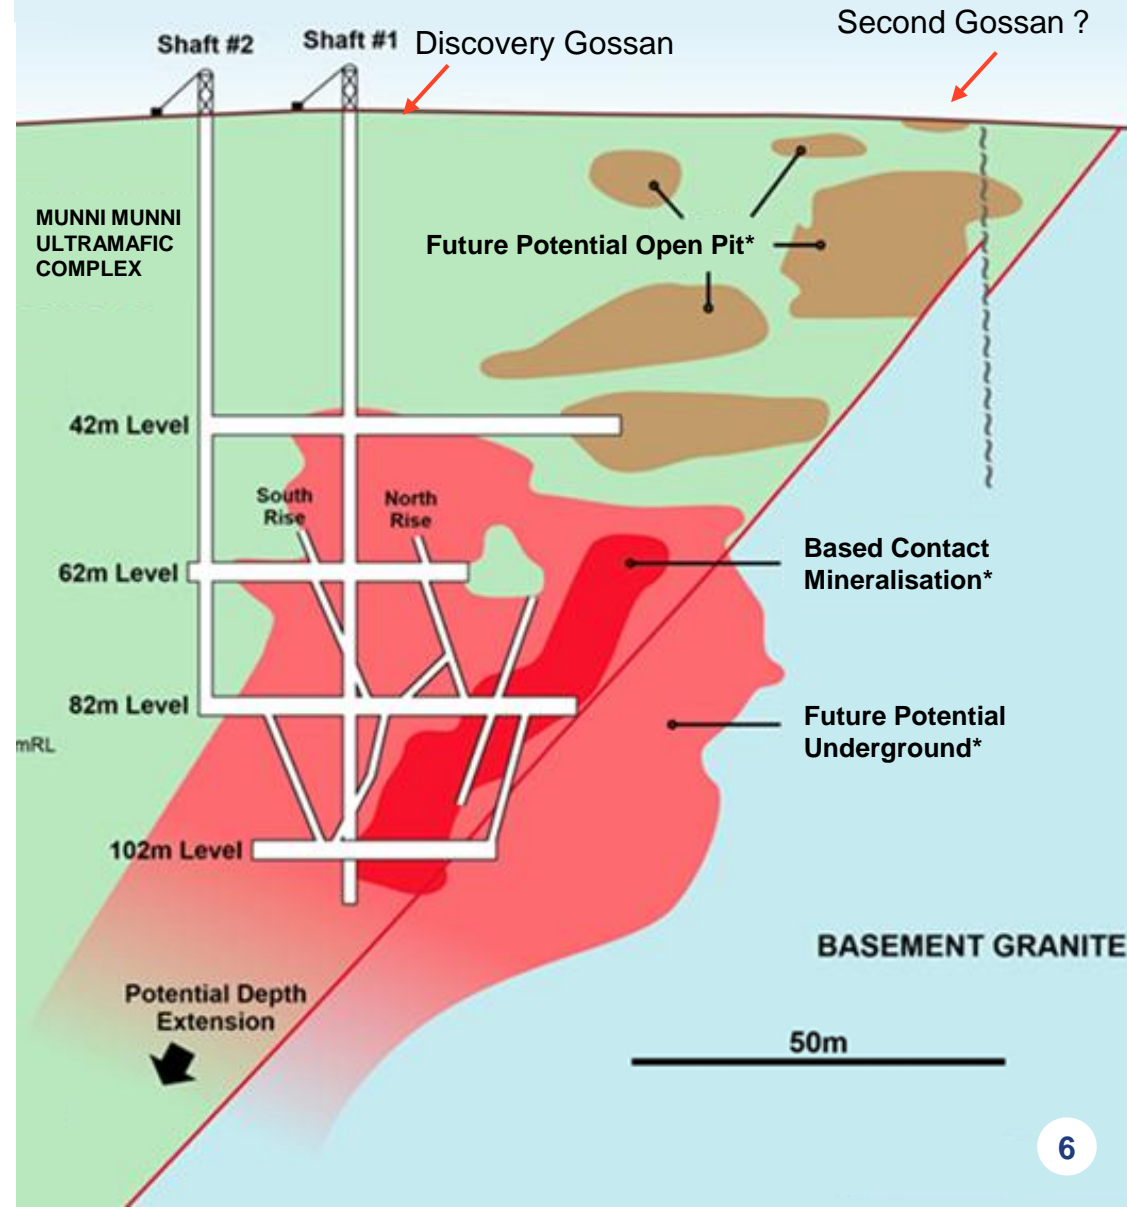 Second Gossan ?
Shaft #2
Shaft #1
Discovery Gossan
MUNNI MUNNI
ULTRAMAFIC
COMPLEX
Future Potential Open Pit*
42m Level
South
Rise
North
Rise
62m Level
Based Contact
Mineralisation*
82m Level
Future Potential
Underground*
mRL
102m Level
BASEMENT GRANITE
Potential Depth
Extension
50m
6